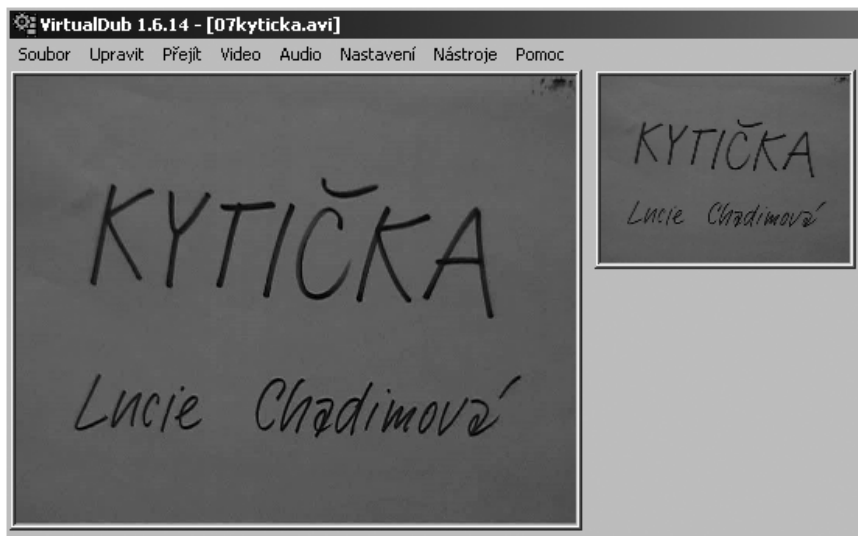 VirtualDub 1.6.14 - [07kyticka.avi]
Soubor Upravit Přejít Video Audio Nastavení Nástroje Pomoc
KYTIČKA
Lucie Chadimová
KYTIČKA
Lucie Chadimová